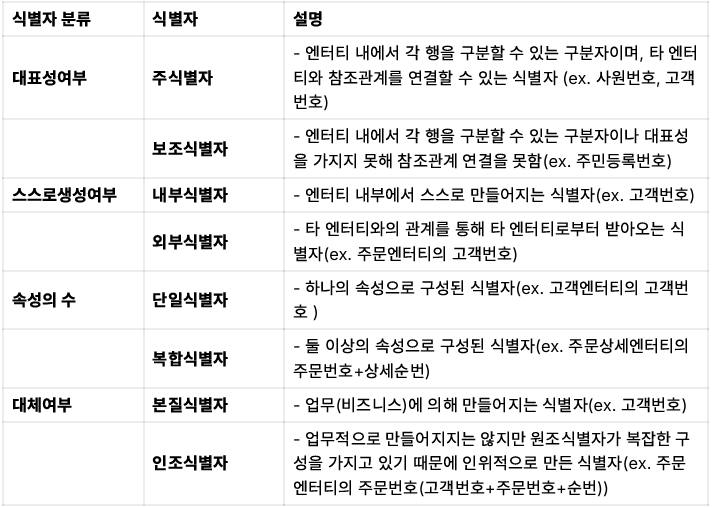 식별자 분류 식별자 설명
대표성여부 주식별자 - 엔터티 내에서 각 행을 구분할 수 있는 구분자이며, 타 엔터
티와 참조관계를 연결할 수 있는 식별자 (ex. 사원번호, 고객
번호)
보조식별자 - 엔터티 내에서 각 행을 구분할 수 있는 구분자이나 대표성
을 가지지 못해 참조관계 연결을 못함(ex. 주민등록번호)
스스로생성여부 내부식별자 - 엔터티 내부에서 스스로 만들어지는 식별자(ex. 고객번호)
외부식별자 - 타 엔터티와의 관계를 통해 타 엔터티로부터 받아오는 식
별자(ex. 주문엔터티의 고객번호)
속성의 수 단일식별자 - 하나의 속성으로 구성된 식별자(ex. 고객엔터티의 고객번
호 )
복합식별자 - 둘 이상의 속성으로 구성된 식별자(ex. 주문상세엔터티의
주문번호+상세순번)
대체여부 본질식별자 - 업무(비즈니스)에 의해 만들어지는 식별자(ex. 고객번호)
인조식별자 - 업무적으로 만들어지지는 않지만 원조식별자가 복잡한 구
성을 가지고 있기 때문에 인위적으로 만든 식별자(ex. 주문
엔터티의 주문번호(고객번호+주문번호+순번))